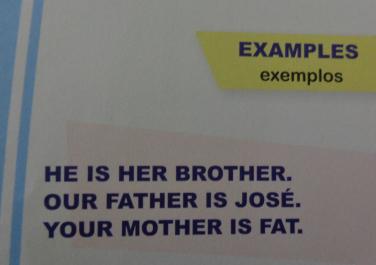 EXAMPLES
exemplos
HE IS HER BROTHER.
OUR FATHER IS JOSÉ.
YOUR MOTHER IS FAT.